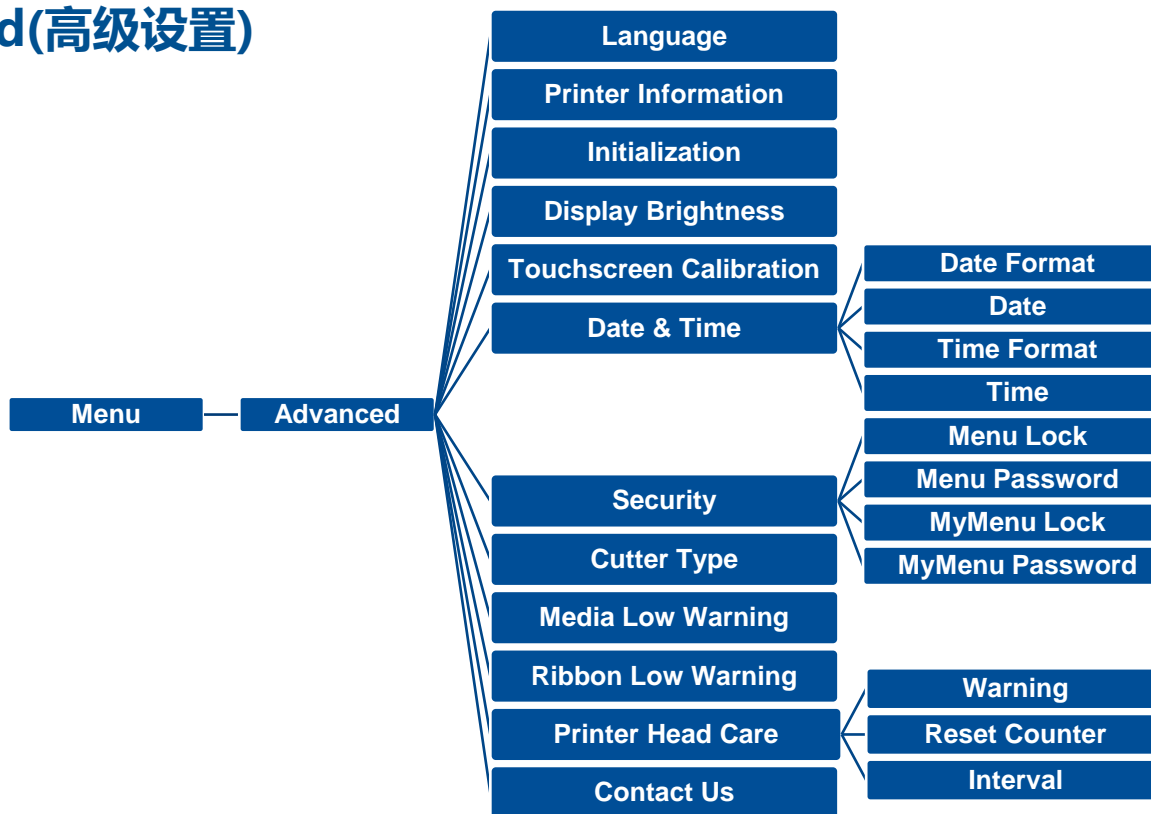 d(高级设置)
Language
Printer Information
Initialization
Display Brightness
Touchscreen Calibration
Date & Time
Date Format
Date
Time Format
Time
Menu
Advanced
Security
Menu Lock
Menu Password
MyMenu Lock
MyMenu Password
Cutter Type
Media Low Warning
Ribbon Low Warning
Printer Head Care
Warning
Reset Counter
Interval
Contact Us